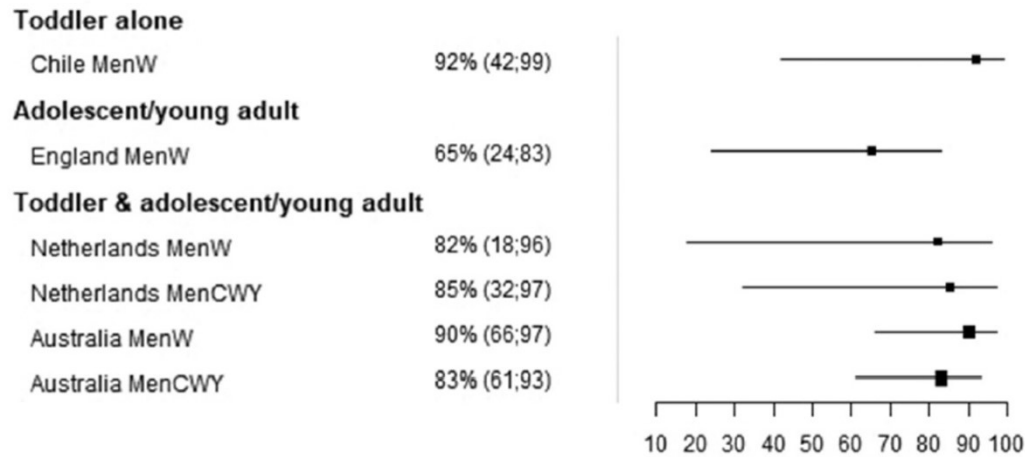 Toddler alone
Chile MenW 92% (42;99)
Adolescent/young adult
England MenW 65% (24;83)
Toddler & adolescent/young adult
Netherlands MenW 82% (18;96)
Netherlands MenCWY 85% (32;97)
Australia MenW 90% (66;97)
Australia MenCWY 83% (61;93)
10 20 30 40 50 60 70 80 90 100